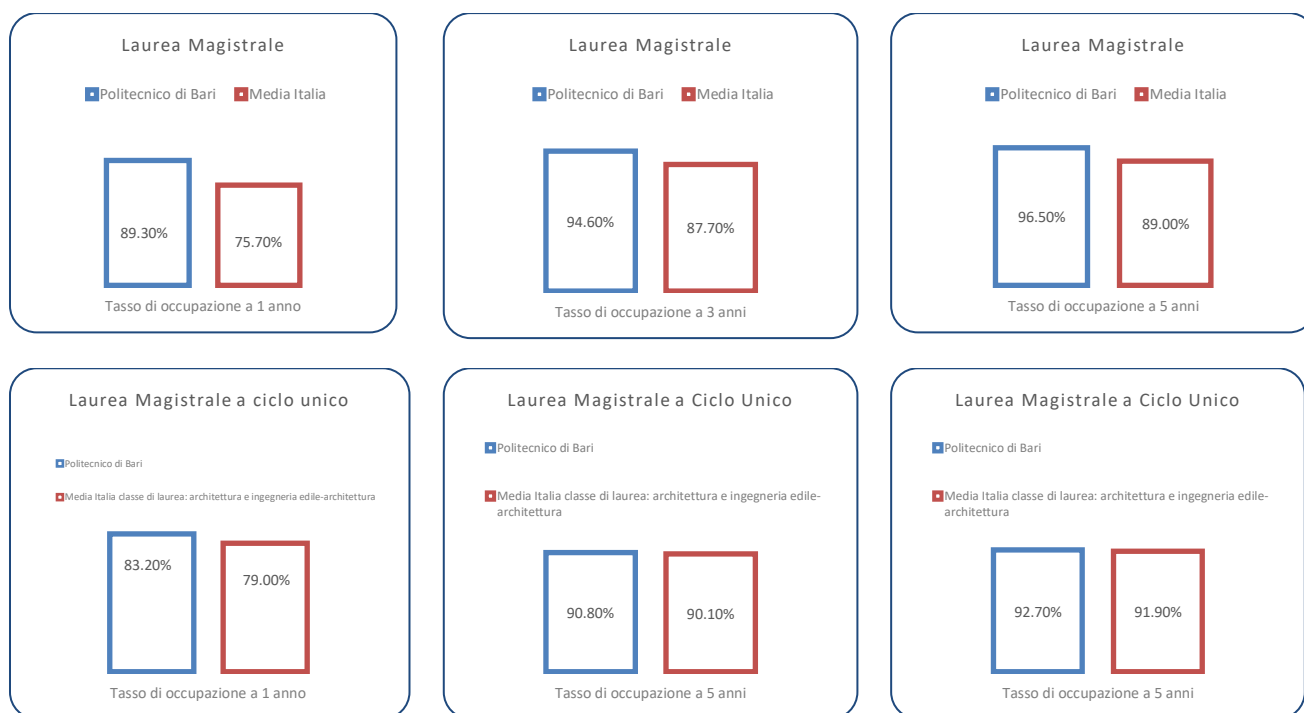 Laurea Magistrale
Politecnico di Bari Media Italia
89.30%
75.70%
Tasso di occupazione a 1 anno
Laurea Magistrale
Politecnico di Bari Media Italia
94.60%
87.70%
Tasso di occupazione a 3 anni
Laurea Magistrale
Politecnico di Bari Media Italia
96.50%
89.00%
Tasso di occupazione a 5 anni
Laurea Magistrale a ciclo unico
Politecnico di Bari
Media Italia classe di laurea: architettura e ingegneria edile-architettura
83.20%
79.00%
Tasso di occupazione a 1 anno
Laurea Magistrale a Ciclo Unico
Politecnico di Bari
Media Italia classe di laurea: architettura e ingegneria edile-
architettura
90.80%
90.10%
Tasso di occupazione a 5 anni
Laurea Magistrale a Ciclo Unico
Politecnico di Bari
Media Italia classe di laurea: architettura e ingegneria edile-
architettura
92.70%
91.90%
Tasso di occupazione a 5 anni